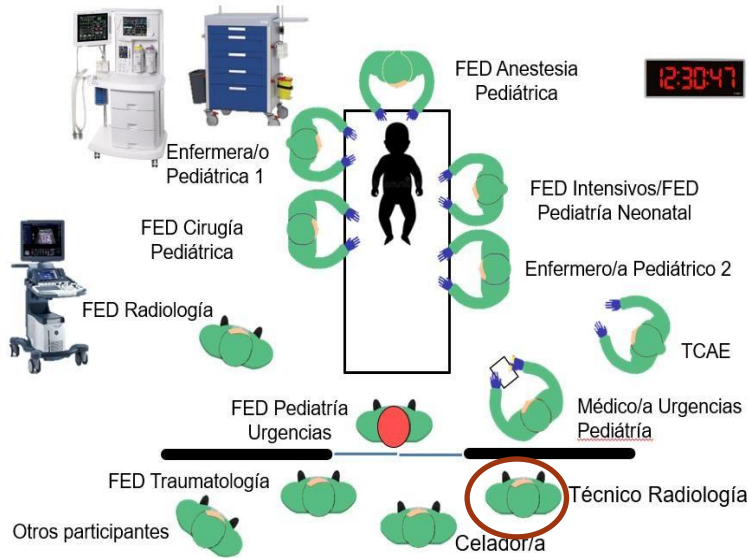 FED Anestesia
Pediátrica
12:30:47
Enfermera/o
Pediátrica 1
FED Intensivos/FED
Pediatría Neonatal
FED Cirugía
Pediátrica
Enfermero/a Pediátrico 2
FED Radiología
TCAE
FED Pediatría
Urgencias
Médico/a Urgencias
Pediatría
FED Traumatología
Técnico Radiología
Otros participantes
Celador/a